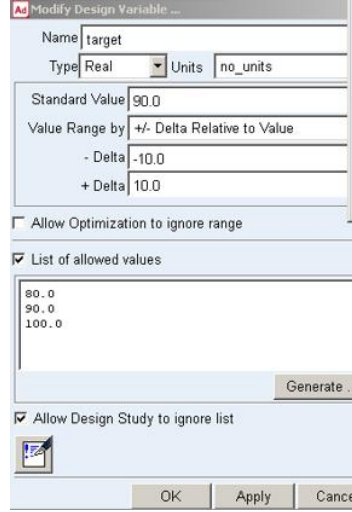 Ad Modify Design Variable ...
Name target
Type Real Units no_units
Standard Value 90.0
Value Range by +/- Delta Relative to Value
- Delta -10.0
+ Delta 10.0
Allow Optimization to ignore range
List of allowed values
80.0
90.0
100.0
Generate .
Allow Design Study to ignore list
OK Apply Cance